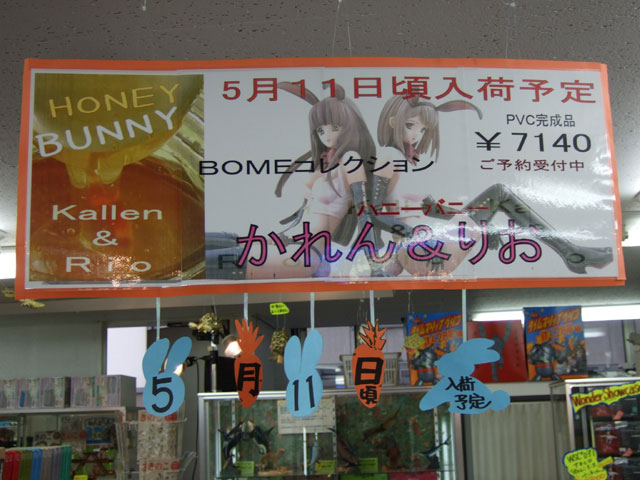 HONEY
BUNNY
Kallen
&
Rio
5月11日頃入荷予定
PVC完成品
¥7140
ご予約受付中
BOMEコレクション
ハニーバニー
かれん&りお
5
月
11
日
頃
入荷
予定
Wonder Showcase